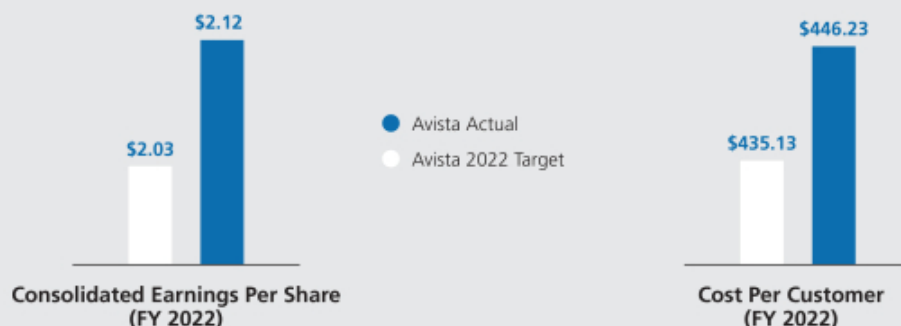 $2.12
$2.03
Consolidated Earnings Per Share
(FY 2022)
Avista Actual
Avista 2022 Target
$446.23
$435.13
Cost Per Customer
(FY 2022)